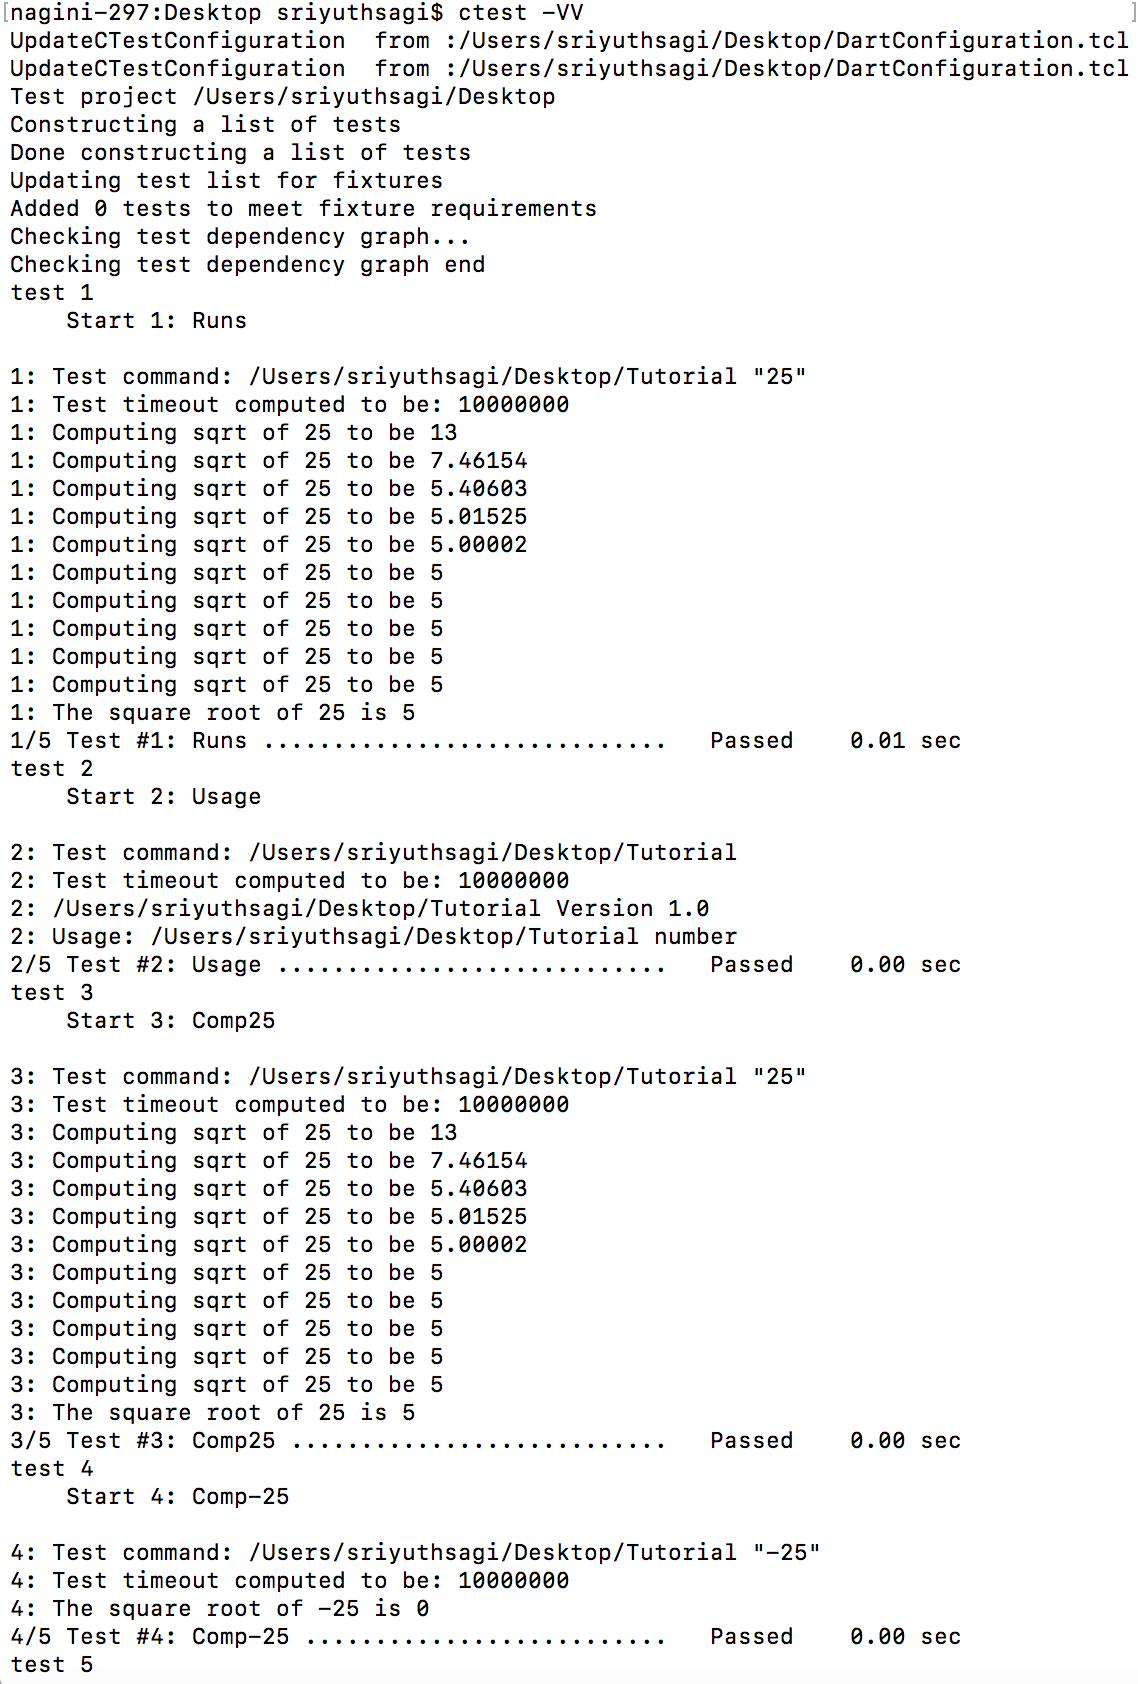 [nagini-297:Desktop sriyuthsagi$ ctest -VV ]
UpdateCTestConfiguration  from :/Users/sriyuthsagi/Desktop/DartConfiguration.tcl
UpdateCTestConfiguration  from :/Users/sriyuthsagi/Desktop/DartConfiguration.tcl
Test project /Users/sriyuthsagi/Desktop
Constructing a list of tests
Done constructing a list of tests
Updating test list for fixtures
Added 0 tests to meet fixture requirements
Checking test dependency graph...
Checking test dependency graph end
test 1
    Start 1: Runs

1: Test command: /Users/sriyuthsagi/Desktop/Tutorial "25"
1: Test timeout computed to be: 10000000
1: Computing sqrt of 25 to be 13
1: Computing sqrt of 25 to be 7.46154
1: Computing sqrt of 25 to be 5.40603
1: Computing sqrt of 25 to be 5.01525
1: Computing sqrt of 25 to be 5.00002
1: Computing sqrt of 25 to be 5
1: Computing sqrt of 25 to be 5
1: Computing sqrt of 25 to be 5
1: Computing sqrt of 25 to be 5
1: Computing sqrt of 25 to be 5
1: The square root of 25 is 5
1/5 Test #1: Runs .............................   Passed    0.01 sec
test 2
    Start 2: Usage

2: Test command: /Users/sriyuthsagi/Desktop/Tutorial
2: Test timeout computed to be: 10000000
2: /Users/sriyuthsagi/Desktop/Tutorial Version 1.0
2: Usage: /Users/sriyuthsagi/Desktop/Tutorial number
2/5 Test #2: Usage ............................   Passed    0.00 sec
test 3
    Start 3: Comp25

3: Test command: /Users/sriyuthsagi/Desktop/Tutorial "25"
3: Test timeout computed to be: 10000000
3: Computing sqrt of 25 to be 13
3: Computing sqrt of 25 to be 7.46154
3: Computing sqrt of 25 to be 5.40603
3: Computing sqrt of 25 to be 5.01525
3: Computing sqrt of 25 to be 5.00002
3: Computing sqrt of 25 to be 5
3: Computing sqrt of 25 to be 5
3: Computing sqrt of 25 to be 5
3: Computing sqrt of 25 to be 5
3: Computing sqrt of 25 to be 5
3: The square root of 25 is 5
3/5 Test #3: Comp25 ...........................   Passed    0.00 sec
test 4
    Start 4: Comp-25

4: Test command: /Users/sriyuthsagi/Desktop/Tutorial "-25"
4: Test timeout computed to be: 10000000
4: The square root of -25 is 0
4/5 Test #4: Comp-25 ..........................   Passed    0.00 sec
test 5